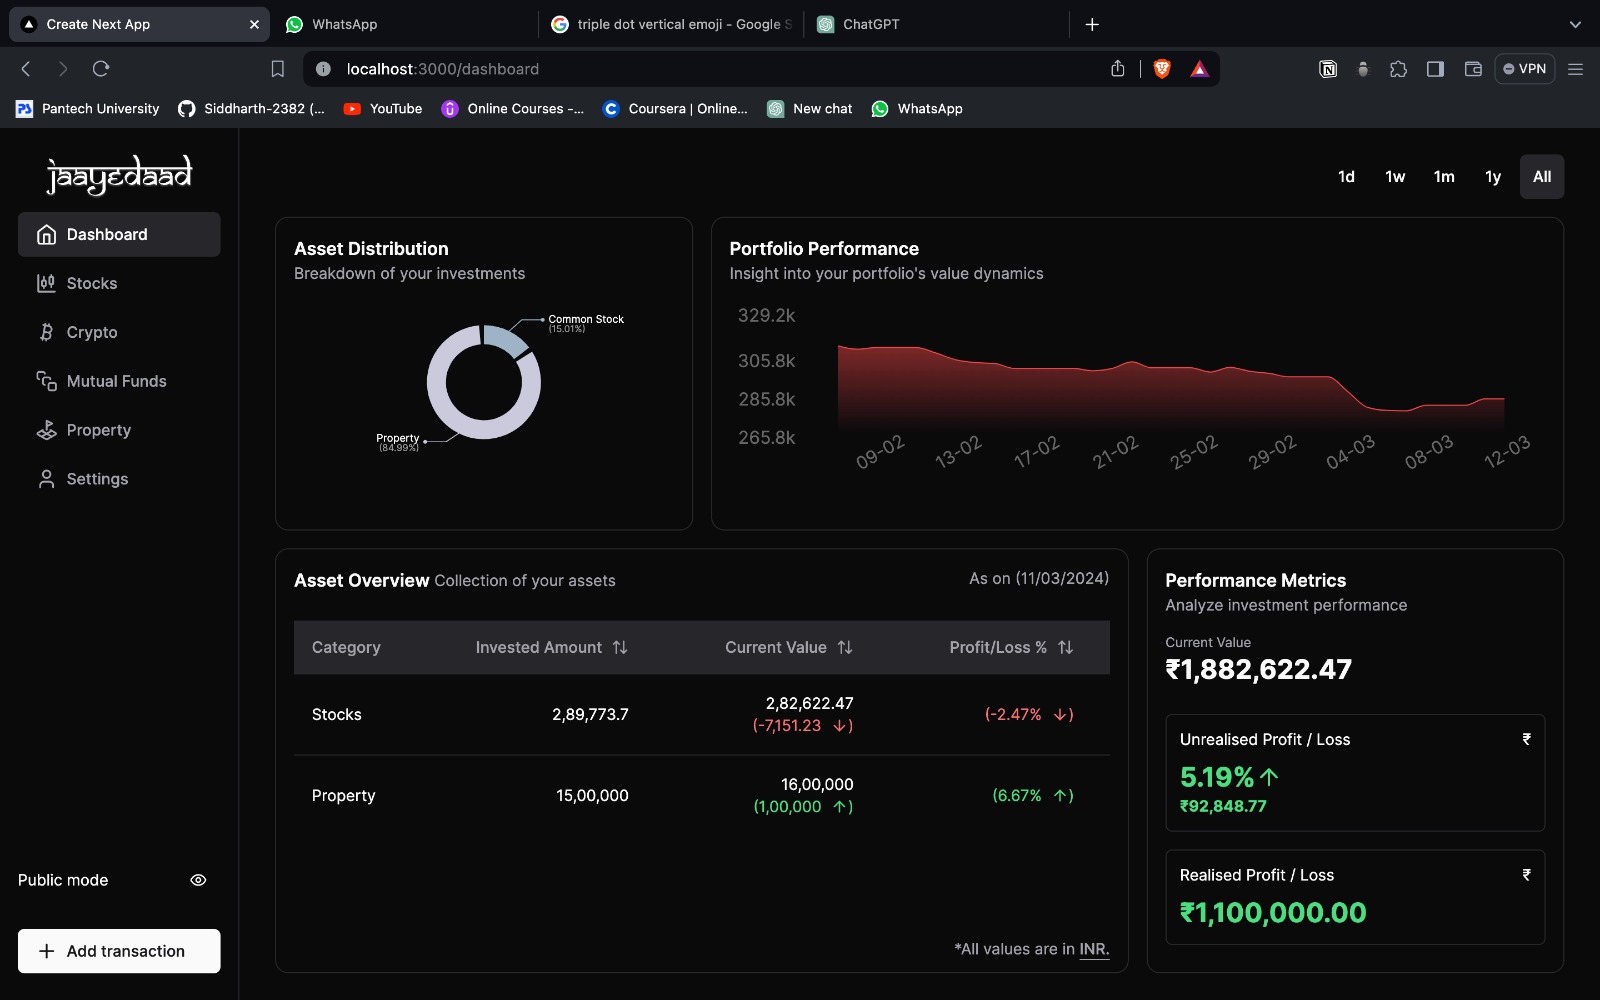 Create Next App
WhatsApp
triple dot vertical emoji - Google S
ChatGPT
localhost:3000/dashboard
VPN
Pantech University
Siddharth-2382 (...
YouTube
Online Courses -...
Coursera | Online...
New chat
WhatsApp
jaayedaad
Dashboard
Stocks
Crypto
Mutual Funds
Property
Settings
Public mode
+ Add transaction
1d 1w 1m 1y All
Asset Distribution
Breakdown of your investments
Common Stock
(15.01%)
Property
(84.99%)
Portfolio Performance
Insight into your portfolio's value dynamics
329.2k
305.8k
285.8k
265.8k
09-02 13-02 17-02 21-02 25-02 29-02 04-03 08-03 12-03
Asset Overview Collection of your assets
As on (11/03/2024)
Category Invested Amount ↑↓ Current Value ↑↓ Profit/Loss % ↑↓
Stocks 2,89,773.7 2,82,622.47 (-2.47% ↓)
(-7,151.23 ↓)
Property 15,00,000 16,00,000 (6.67% ↑)
(1,00,000 ↑)
*All values are in INR.
Performance Metrics
Analyze investment performance
Current Value
₹1,882,622.47
Unrealised Profit / Loss ₹
5.19%↑
₹92,848.77
Realised Profit / Loss ₹
₹1,100,000.00